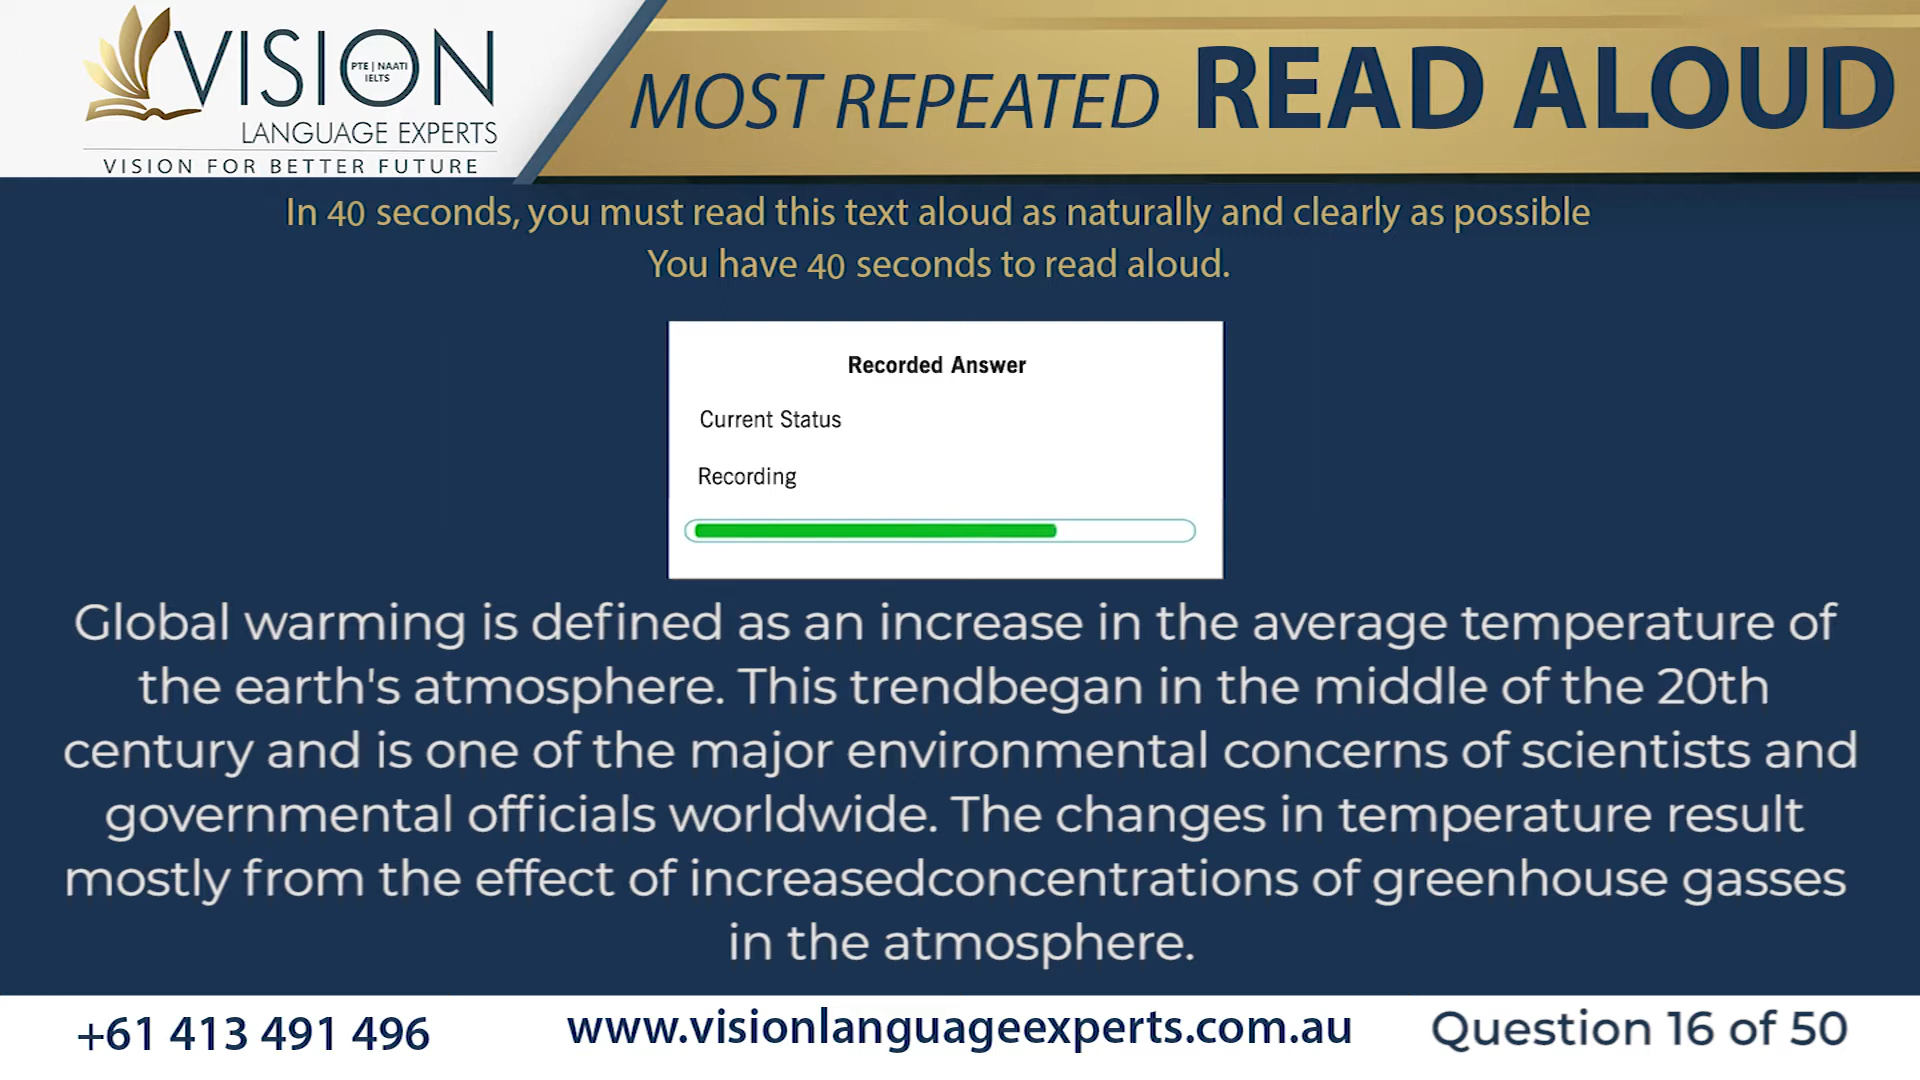 VISION
PTE | NAATI
IELTS
LANGUAGE EXPERTS
VISION FOR BETTER FUTURE
MOST REPEATED READ ALOUD
In 40 seconds, you must read this text aloud as naturally and clearly as possible
You have 40 seconds to read aloud.
Recorded Answer
Current Status
Recording
Global warming is defined as an increase in the average temperature of
the earth's atmosphere. This trendbegan in the middle of the 20th
century and is one of the major environmental concerns of scientists and
governmental officials worldwide. The changes in temperature result
mostly from the effect of increasedconcentrations of greenhouse gasses
in the atmosphere.
+61 413 491 496
www.visionlanguageexperts.com.au
Question 16 of 50